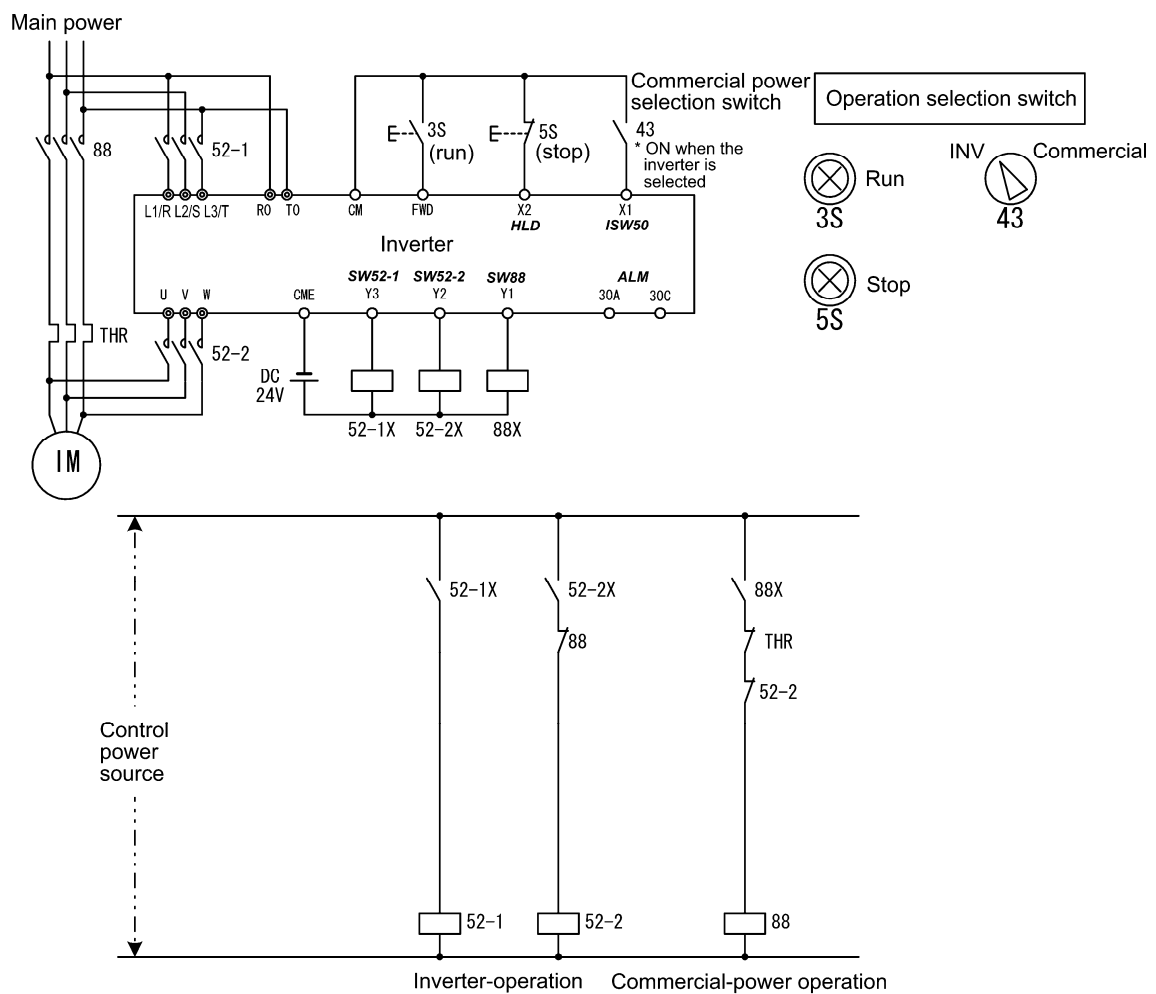 Main power
Commercial power
selection switch
Operation selection switch
88
52-1
3S
(run)
5S
(stop)
43
* ON when the
inverter is
selected
INV
Commercial
Run
3S
43
L1/R L2/S L3/T
R0
T0
CM
FWD
X2
X1
HLD
ISW50
Inverter
SW52-1
SW52-2
SW88
ALM
U
V
W
CME
Y3
Y2
Y1
30A
30C
Stop
5S
THR
52-2
DC
24V
52-1X
52-2X
88X
IM
52-1X
52-2X
88X
88
THR
52-2
Control
power
source
52-1
52-2
88
Inverter-operation
Commercial-power operation